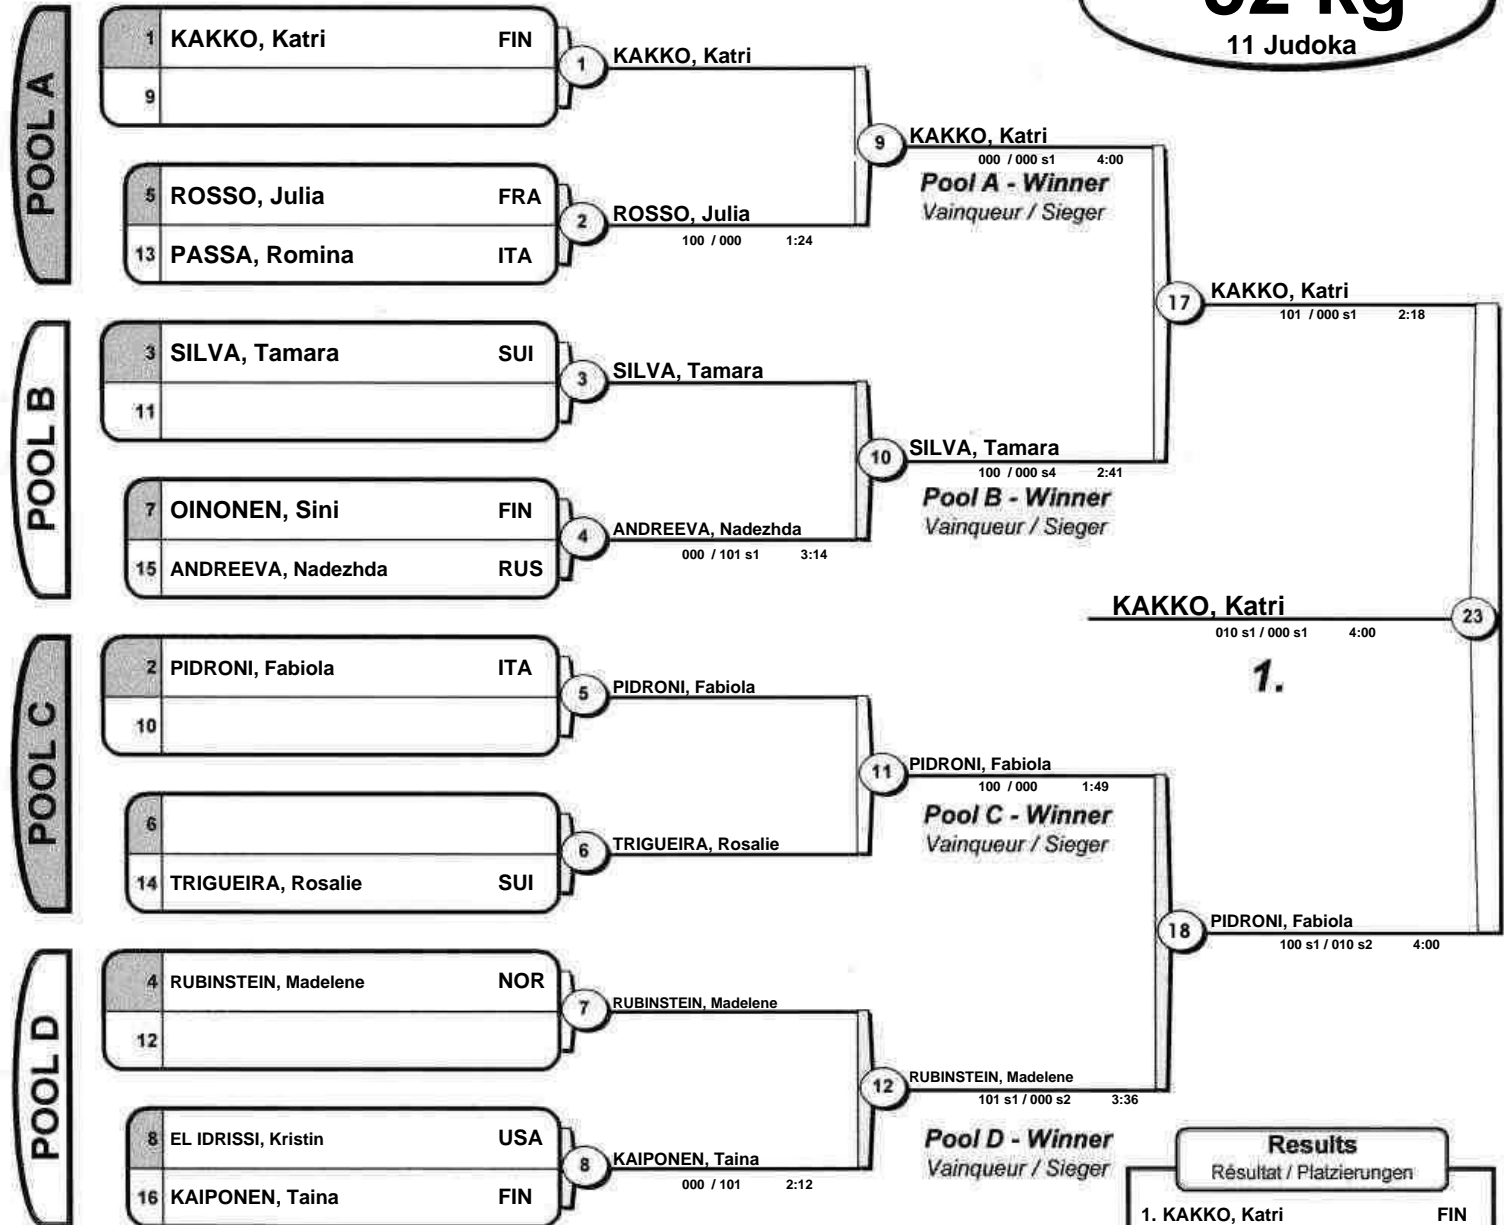 kg
11 Judoka
POOL A
1 KAKKO, Katri FIN
9
1 KAKKO, Katri
5 ROSSO, Julia FRA
13 PASSA, Romina ITA
2 ROSSO, Julia
100 / 000 1:24
9 KAKKO, Katri
000 / 000 s1 4:00
Pool A - Winner
Vainqueur / Sieger
POOL B
3 SILVA, Tamara SUI
11
3 SILVA, Tamara
7 OINONEN, Sini FIN
15 ANDREEVA, Nadezhda RUS
4 ANDREEVA, Nadezhda
000 / 101 s1 3:14
10 SILVA, Tamara
100 / 000 s4 2:41
Pool B - Winner
Vainqueur / Sieger
17 KAKKO, Katri
101 / 000 s1 2:18
KAKKO, Katri 23
010 s1 / 000 s1 4:00
1.
POOL C
2 PIDRONI, Fabiola ITA
10
5 PIDRONI, Fabiola
6
14 TRIGUEIRA, Rosalie SUI
6 TRIGUEIRA, Rosalie
11 PIDRONI, Fabiola
100 / 000 1:49
Pool C - Winner
Vainqueur / Sieger
POOL D
4 RUBINSTEIN, Madelene NOR
12
7 RUBINSTEIN, Madelene
8 EL IDRISSI, Kristin USA
16 KAIPONEN, Taina FIN
8 KAIPONEN, Taina
000 / 101 2:12
12 RUBINSTEIN, Madelene
101 s1 / 000 s2 3:36
Pool D - Winner
Vainqueur / Sieger
18 PIDRONI, Fabiola
100 s1 / 010 s2 4:00
Results
Résultat / Platzierungen
1. KAKKO, Katri FIN